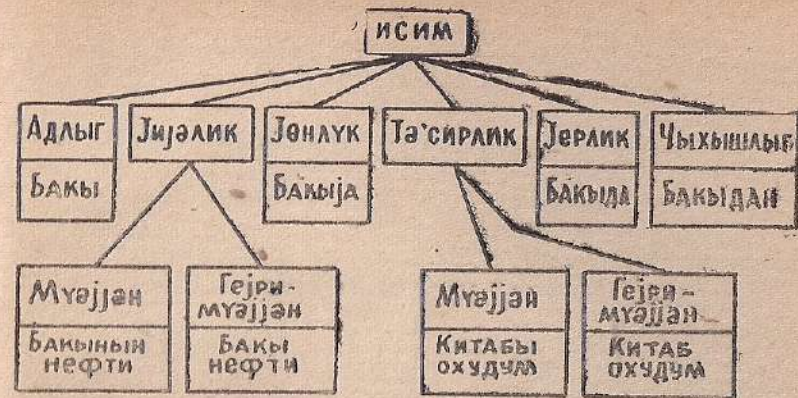 ИСИМ
Адлыг
Јијәлик
Јөнлүк
Тә'сирлик
Јерлик
Чыхышлыг
Бакы
Бакыја
Бакыда
Бакыдан
Мүәјјән
Гејри-
мүәјјән
Мүәјјән
Гејри-
мүәјјән
Бакынын
нефти
Бакы
нефти
Китабы
охудум
Китаб
охудум